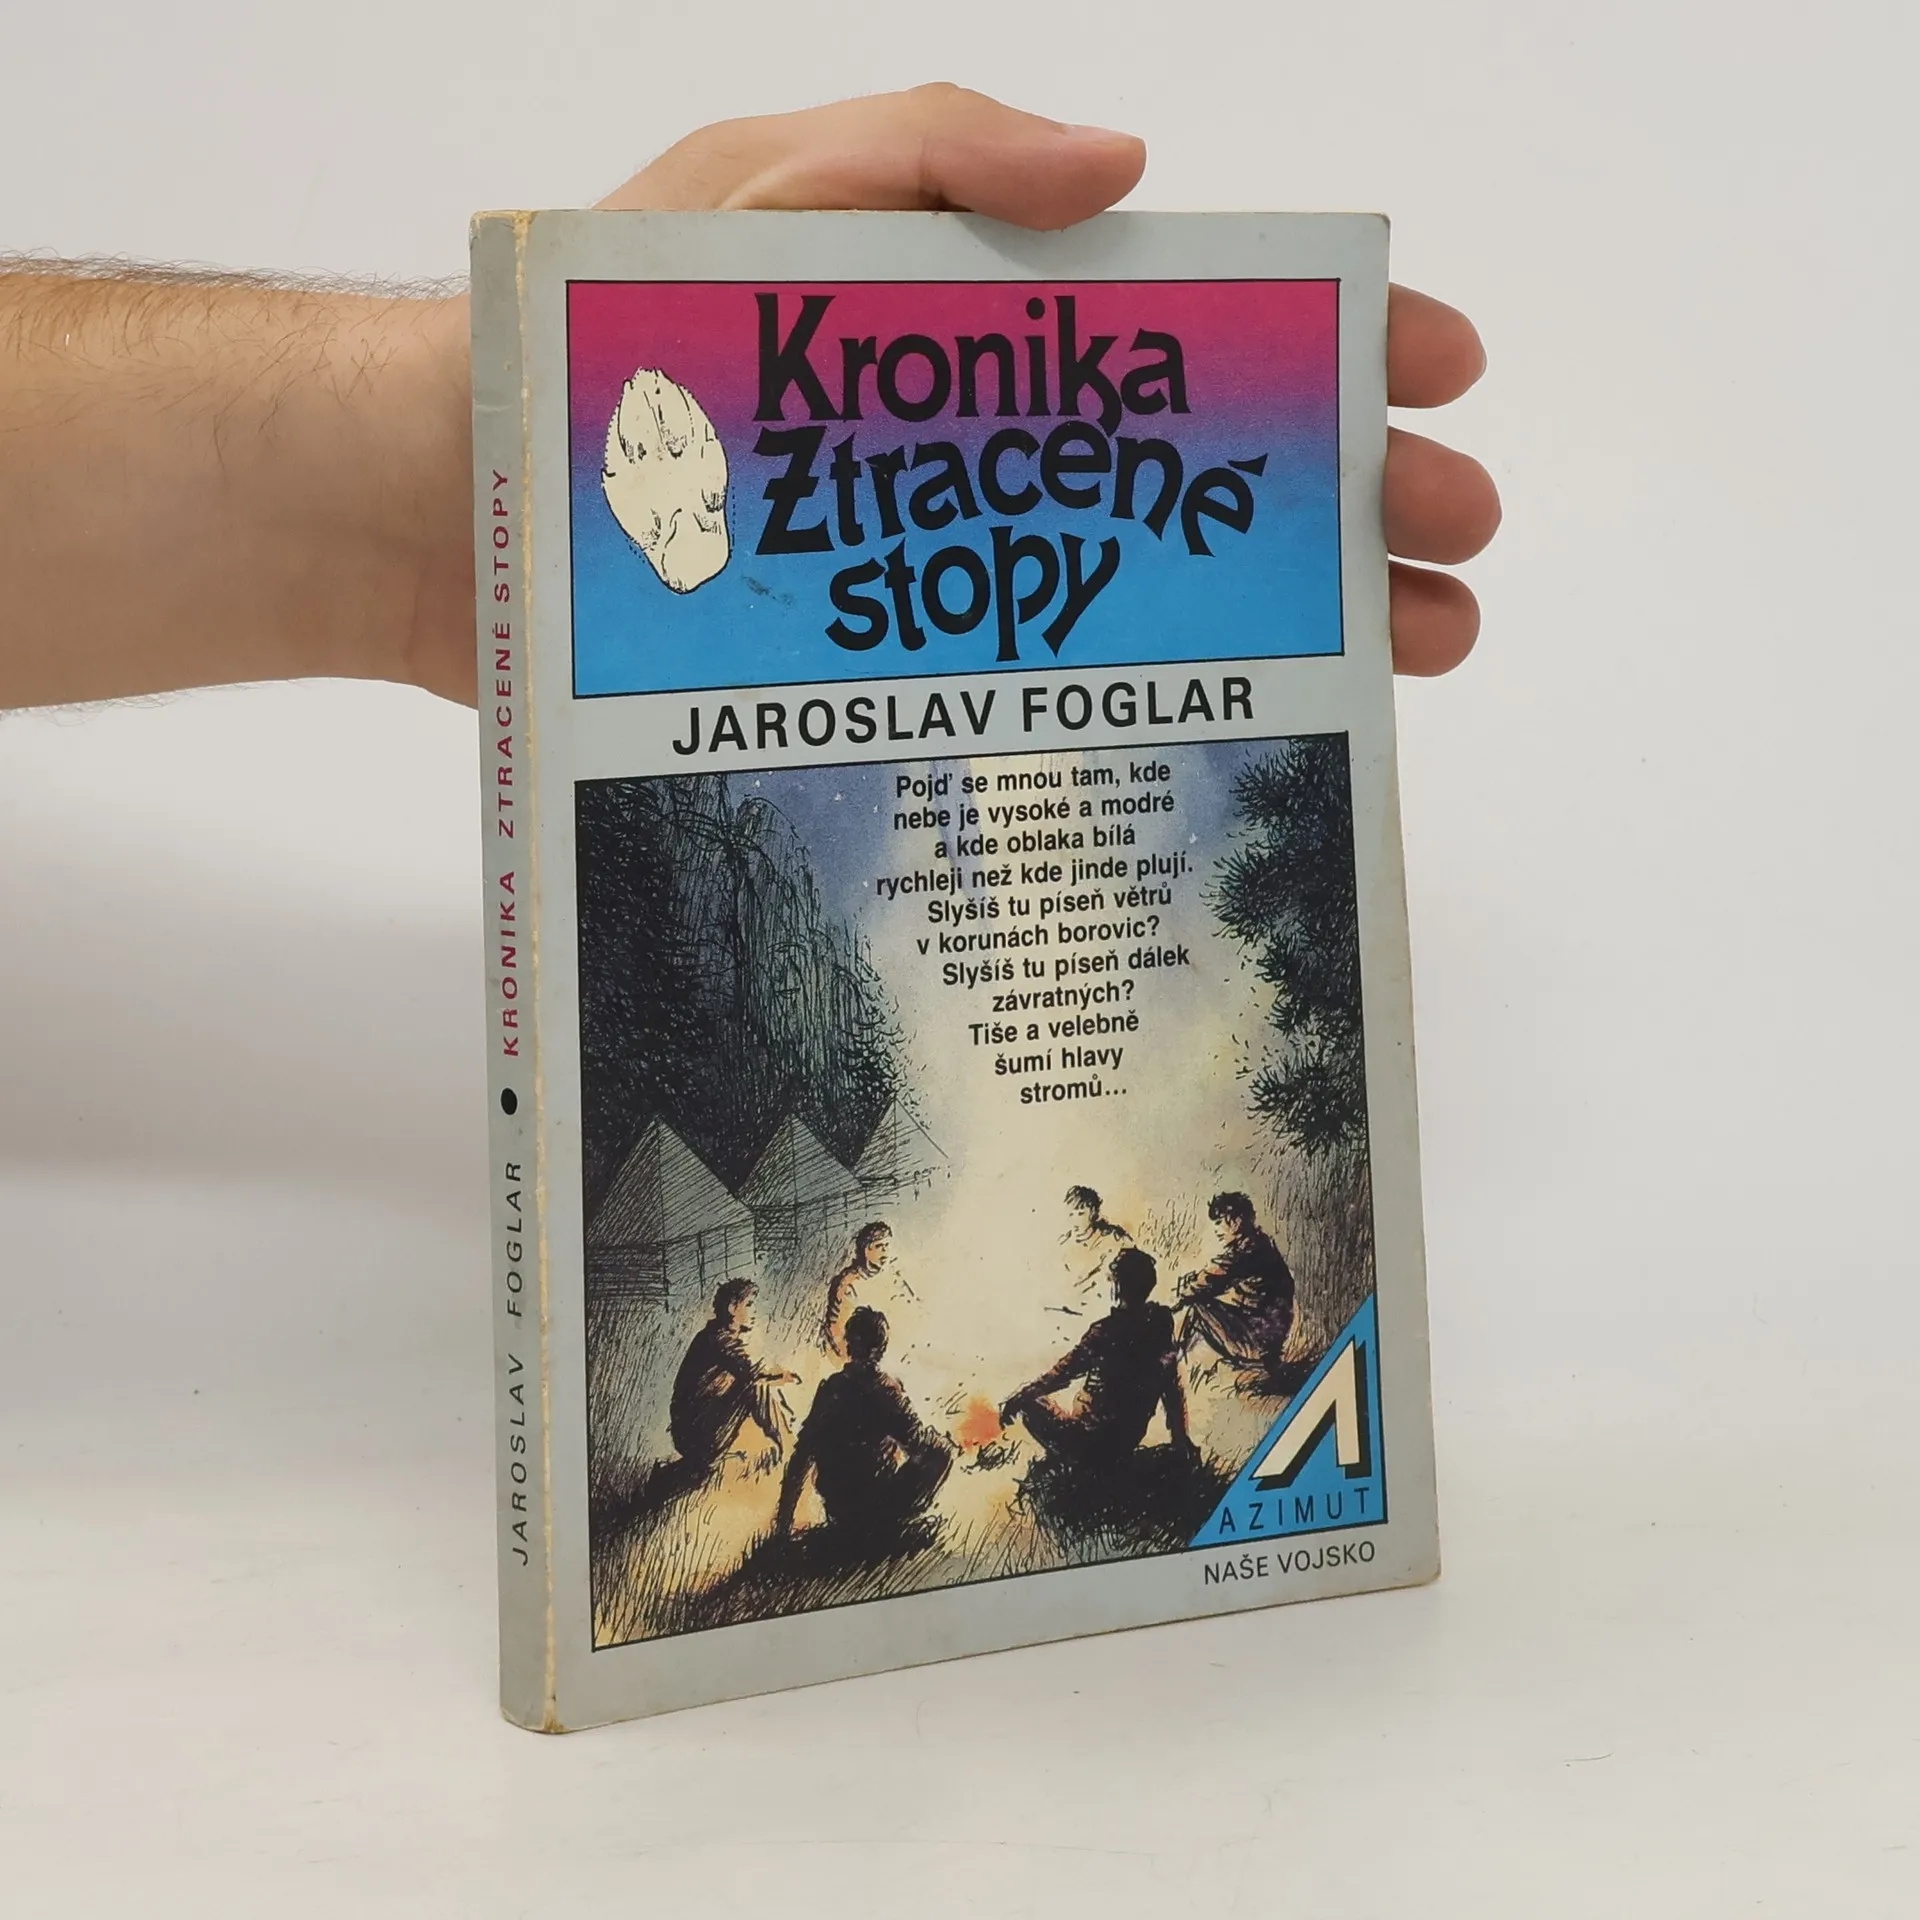 Kronika
Ztracené
stopy
JAROSLAV FOGLAR
Pojď se mnou tam, kde
nebe je vysoké a modré
a kde oblaka bílá
rychleji než kde jinde plují.
Slyšíš tu píseň větrů
v korunách borovic?
Slyšíš tu píseň dálek
závratných?
Tiše a velebně
šumí hlavy
stromů...
AZIMUT
NAŠE VOJSKO
JAROSLAV FOGLAR ● KRONIKA ZTRACENÉ STOPY